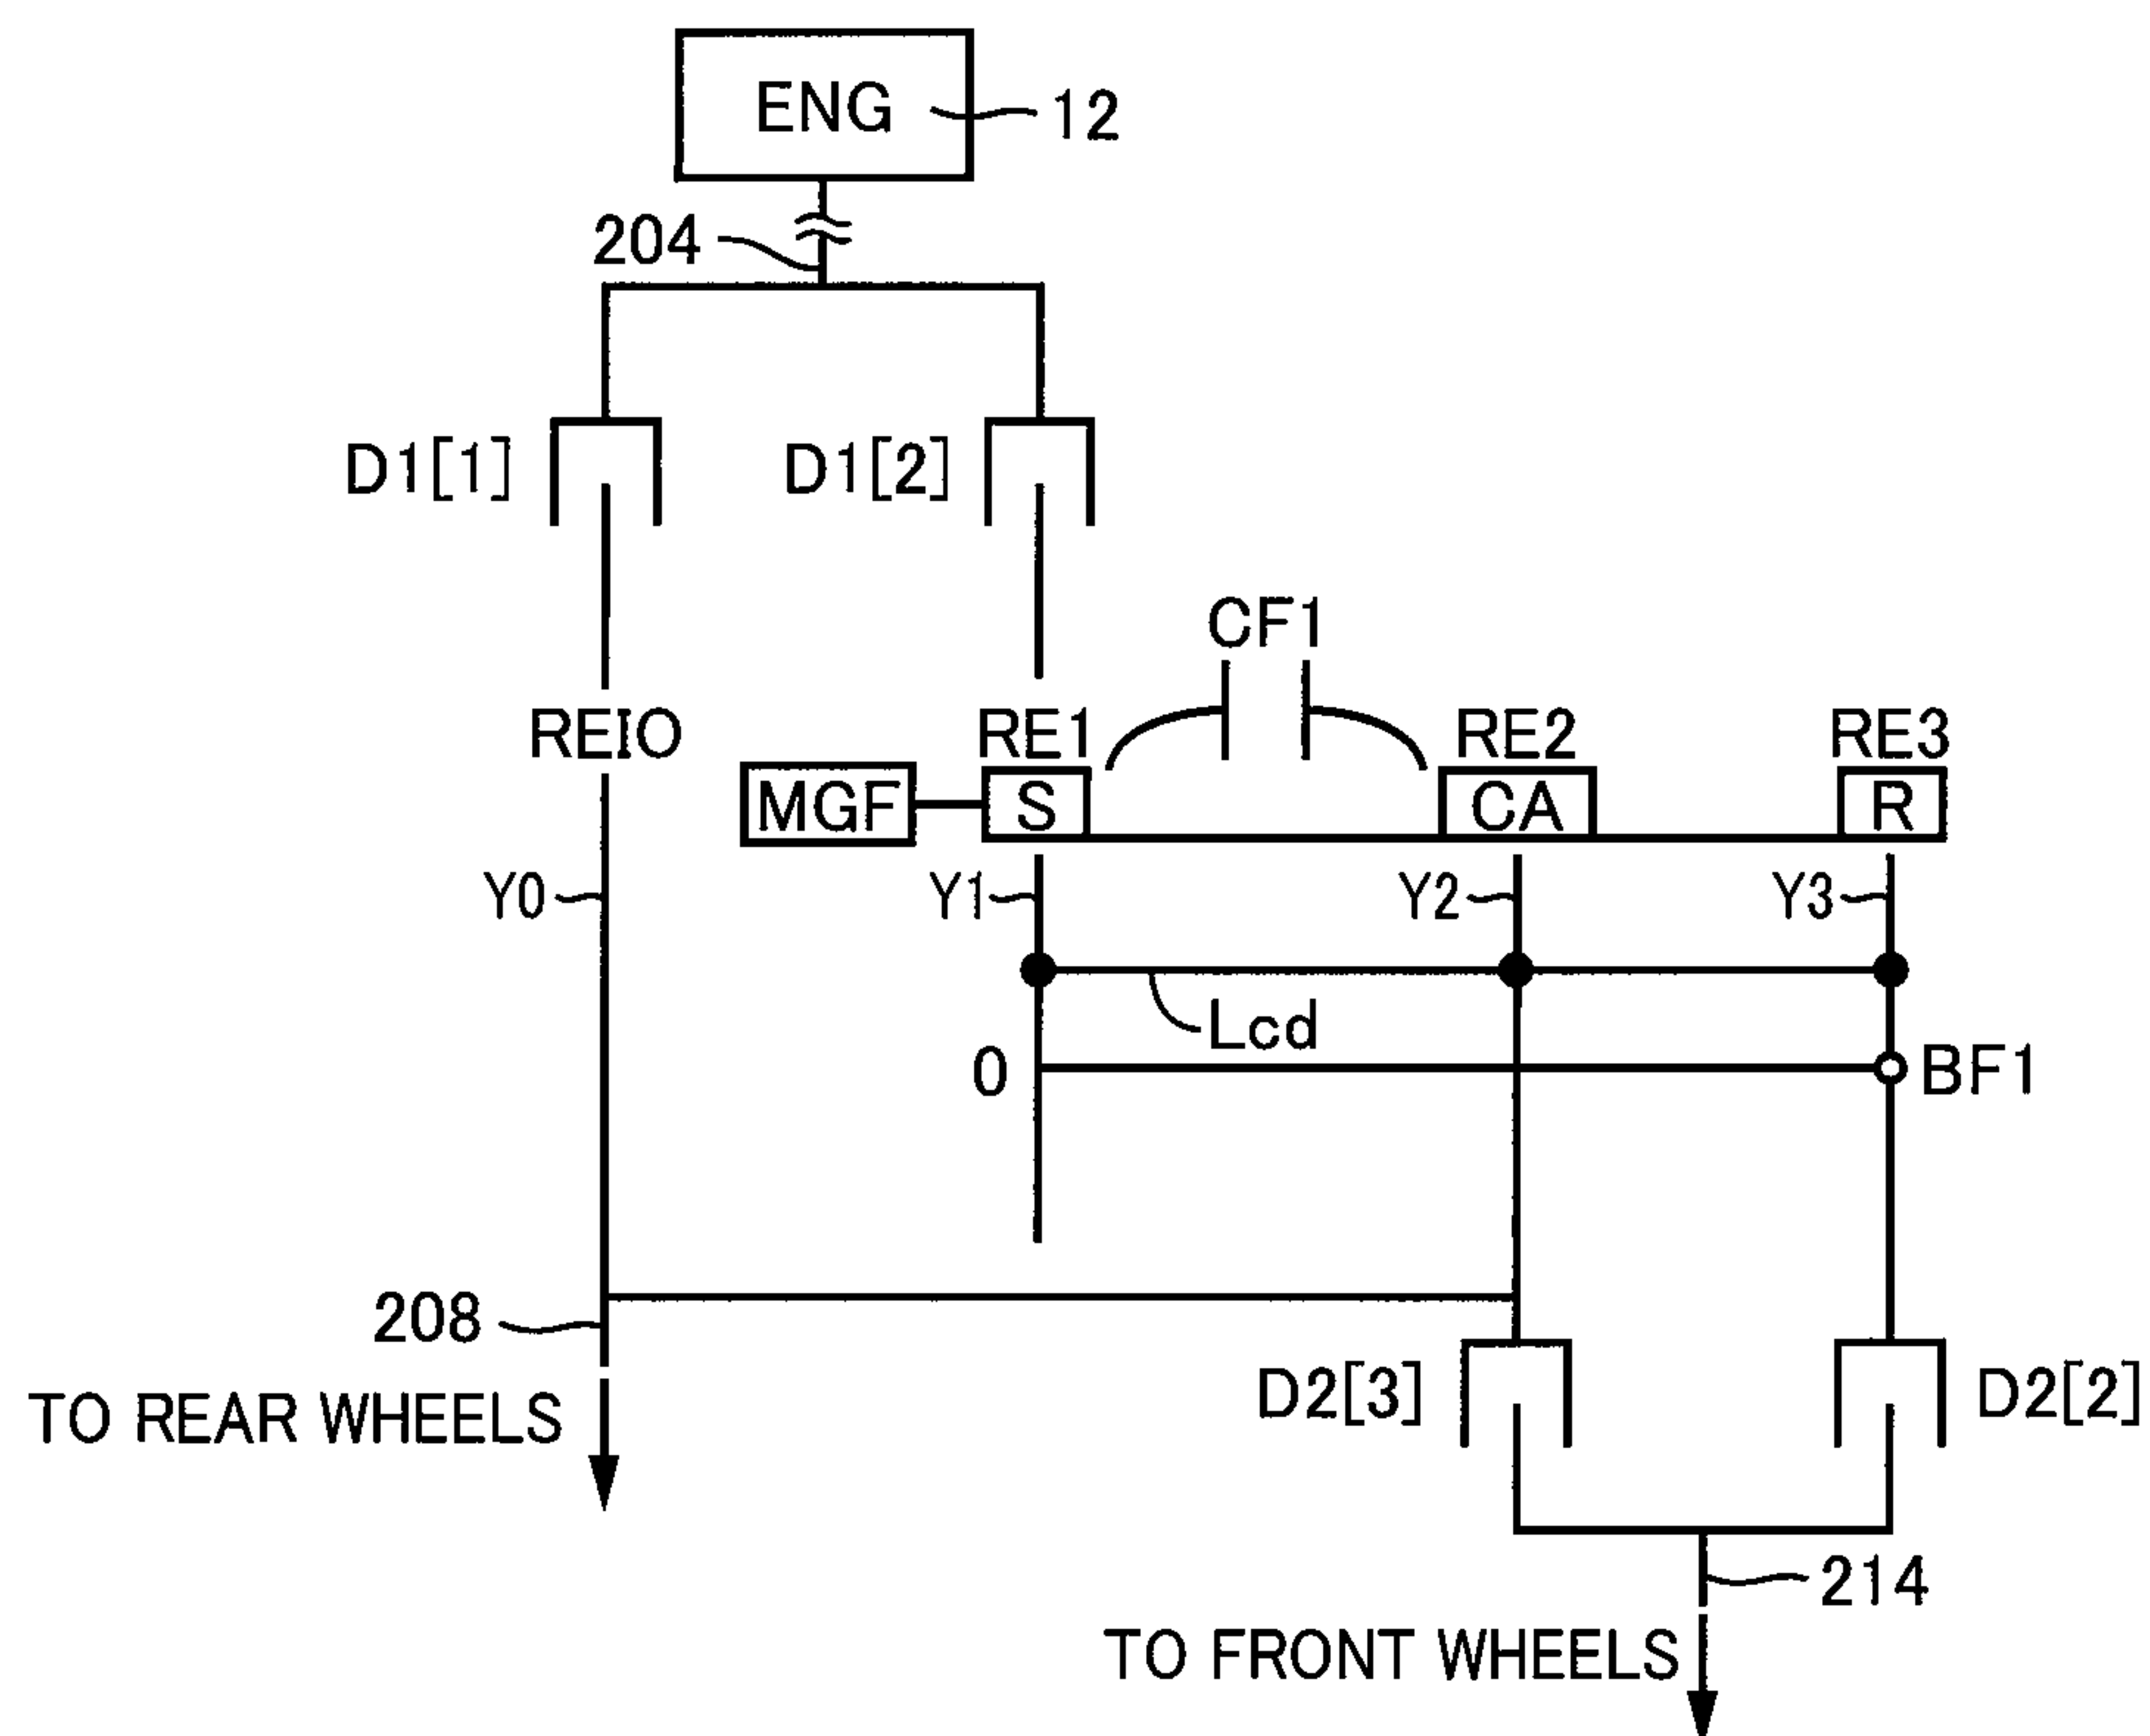 ENG
12
204
D1[1]
D1[2]
CF1
REIO
RE1
RE2
RE3
MGF
S
CA
R
Y0
Y1
Y2
Y3
Lcd
0
BF1
208
D2[3]
D2[2]
TO REAR WHEELS
214
TO FRONT WHEELS